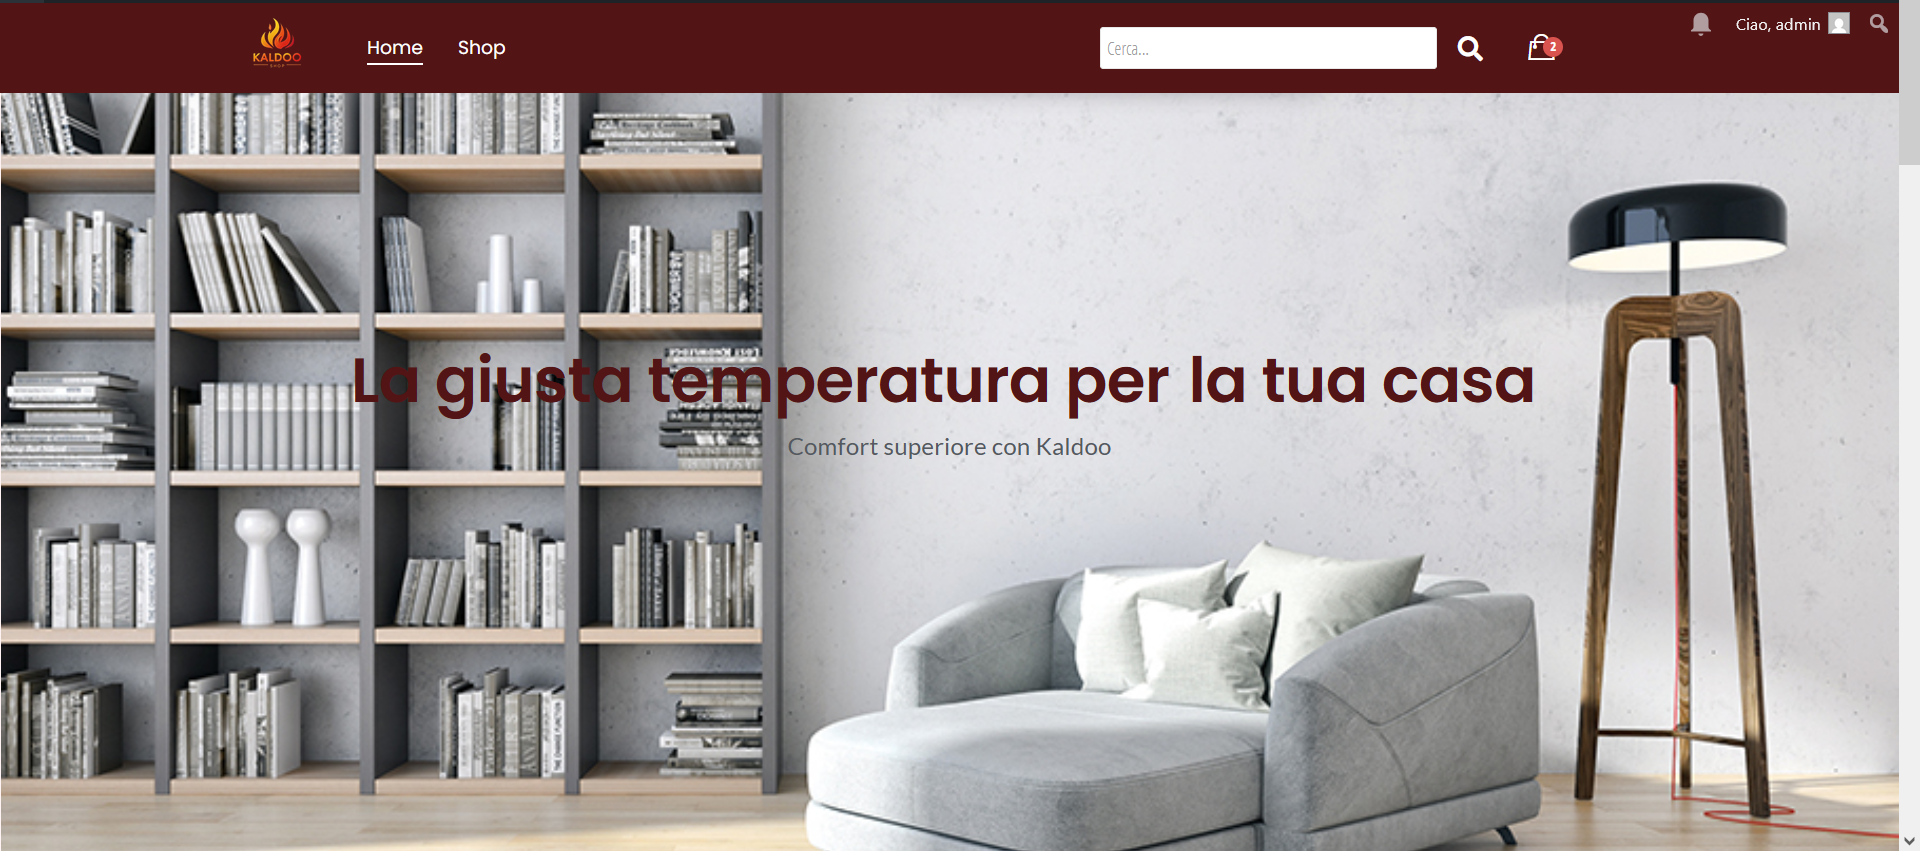 KALDOO
SHOP
Home
Shop
Cerca...
2
Ciao, admin
La giusta temperatura per la tua casa
Comfort superiore con Kaldoo